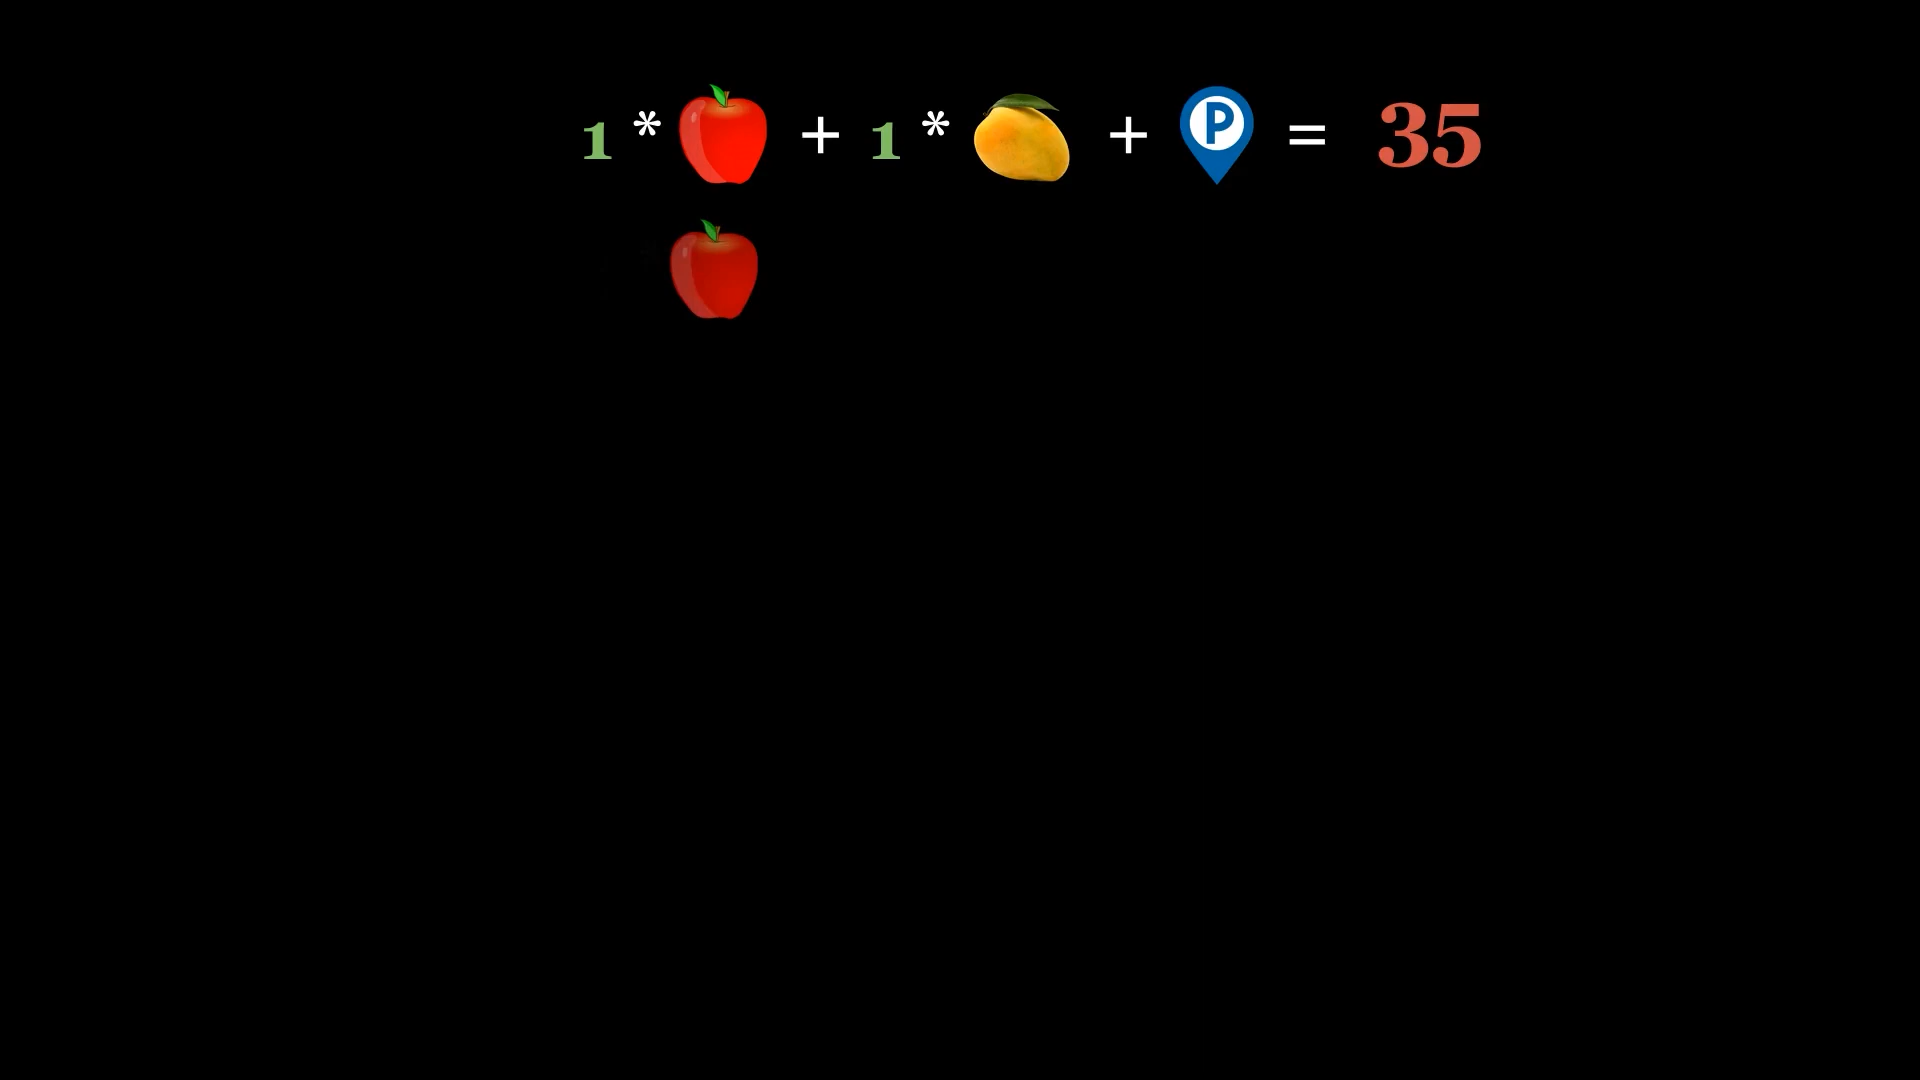 1 * + 1 * + P = 35